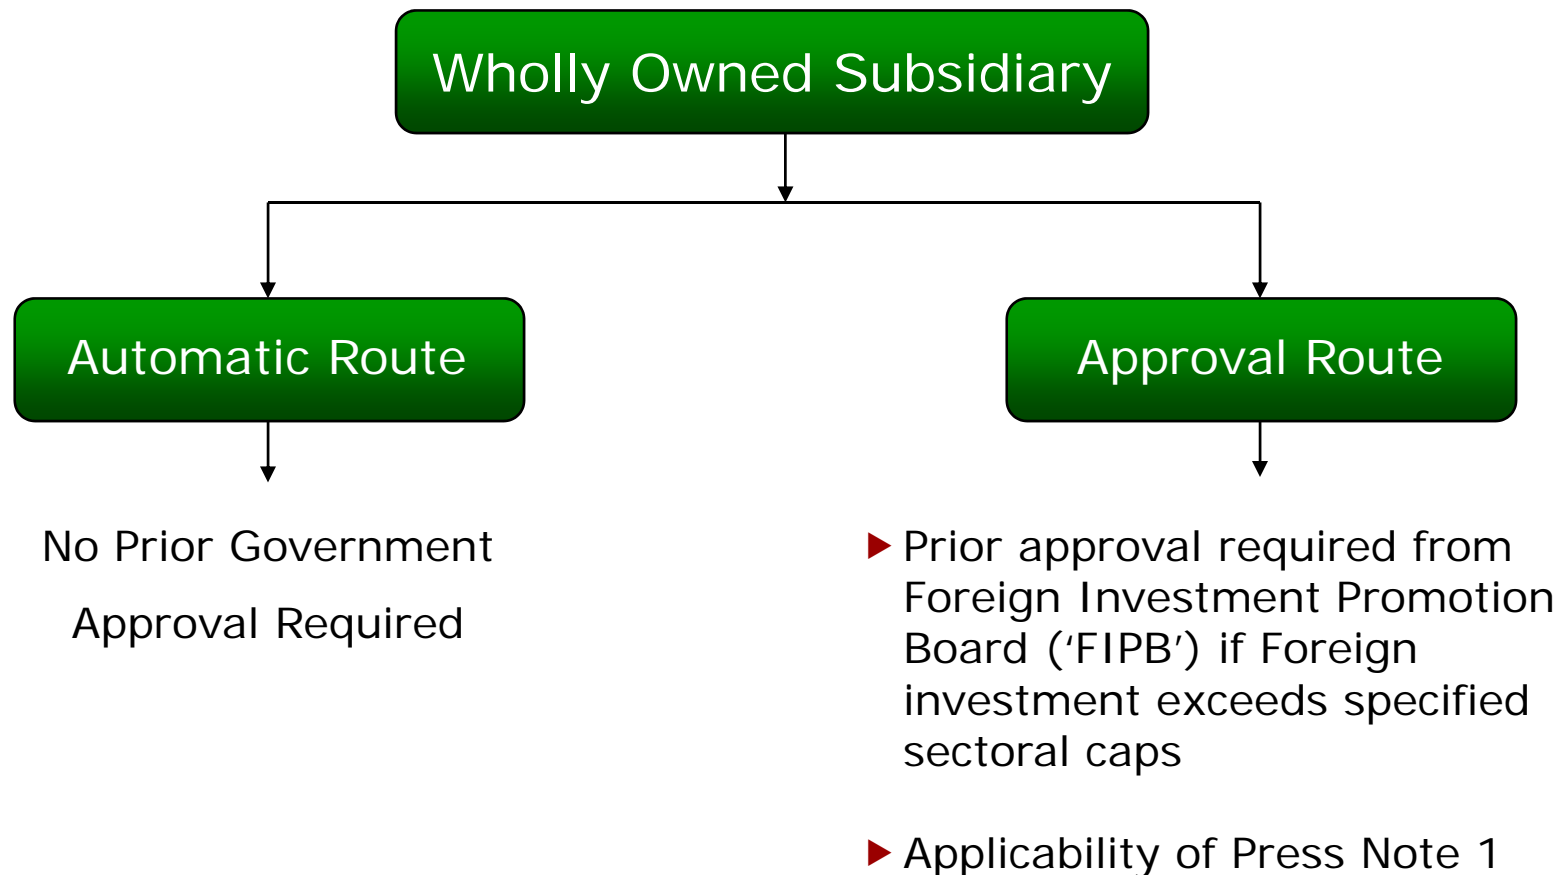 Wholly Owned Subsidiary
Automatic Route
Approval Route
No Prior Government
Approval Required
Prior approval required from
Foreign Investment Promotion
Board (‘FIPB’) if Foreign
investment exceeds specified
sectoral caps
Applicability of Press Note 1